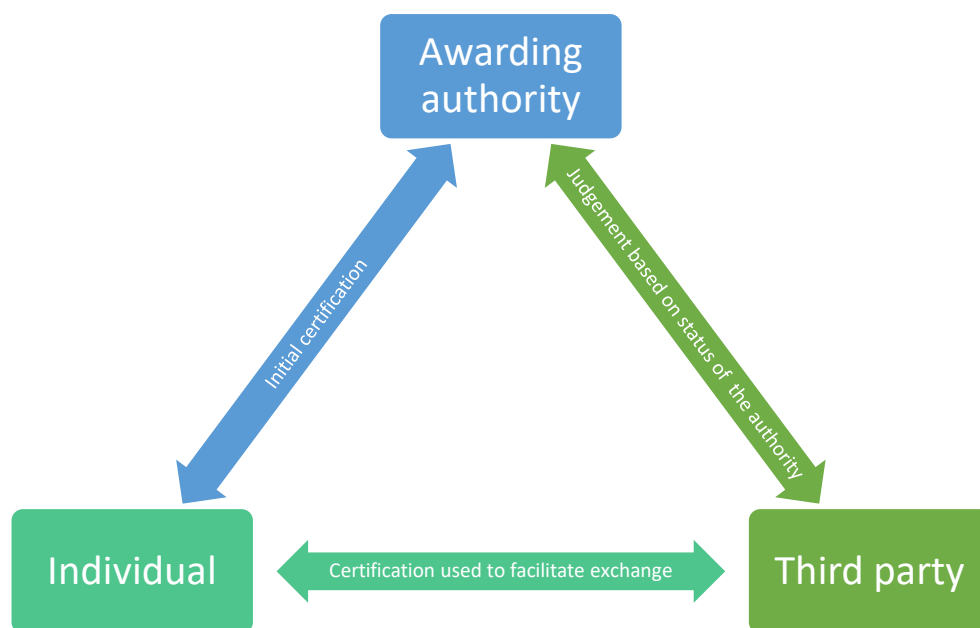 Awarding
authority
Initial certification
Judgement based on status of the authority
Individual
Certification used to facilitate exchange
Third party